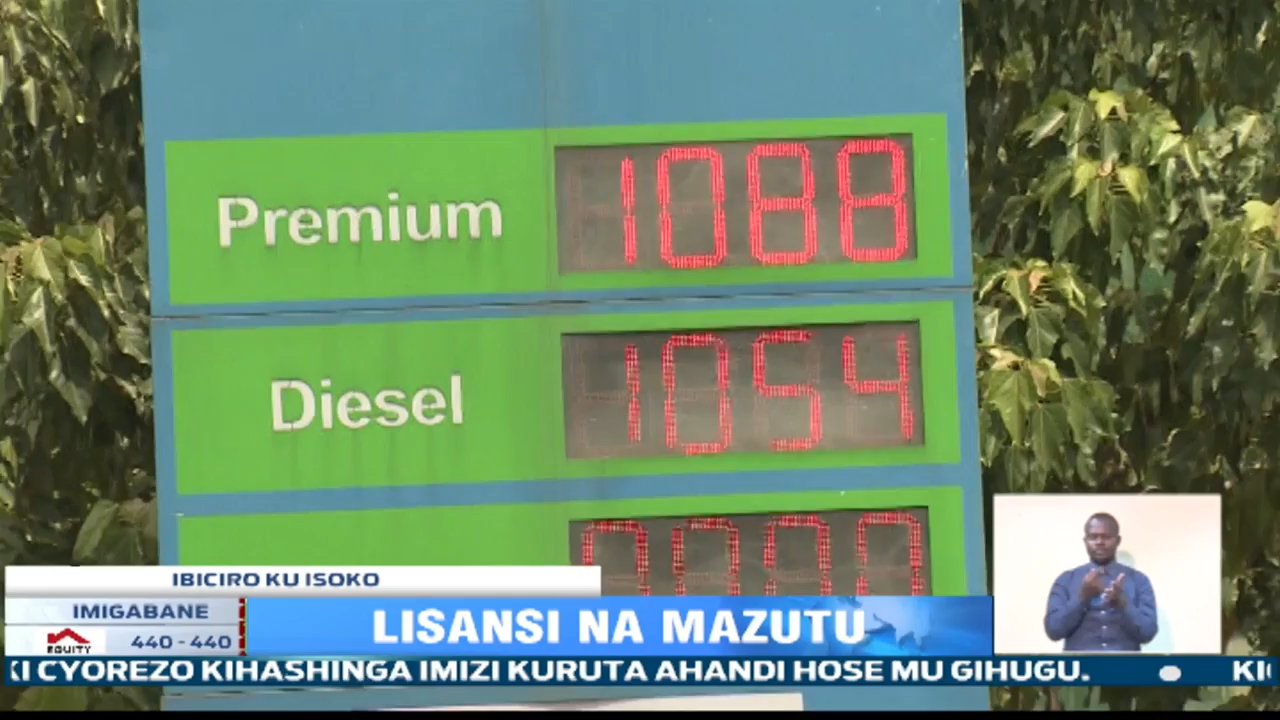 Premium 1088
Diesel 1054
IBICIRO KU ISOKO
IMIGABANE
EQUITY 440 - 440
LISANSI NA MAZUTU
CYOREZO KIHASHINGA IMIZI KURUTA AHANDI HOSE MU GIHUGU.